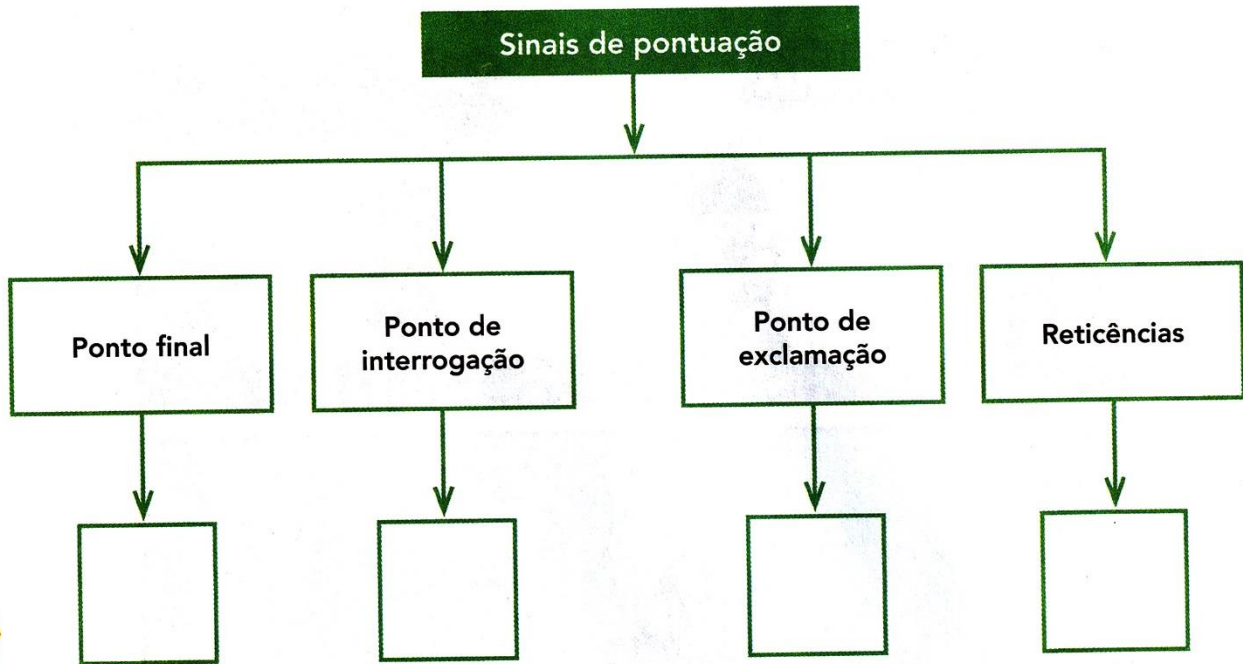 Sinais de pontuação
Ponto final
Ponto de
interrogação
Ponto de
exclamação
Reticências